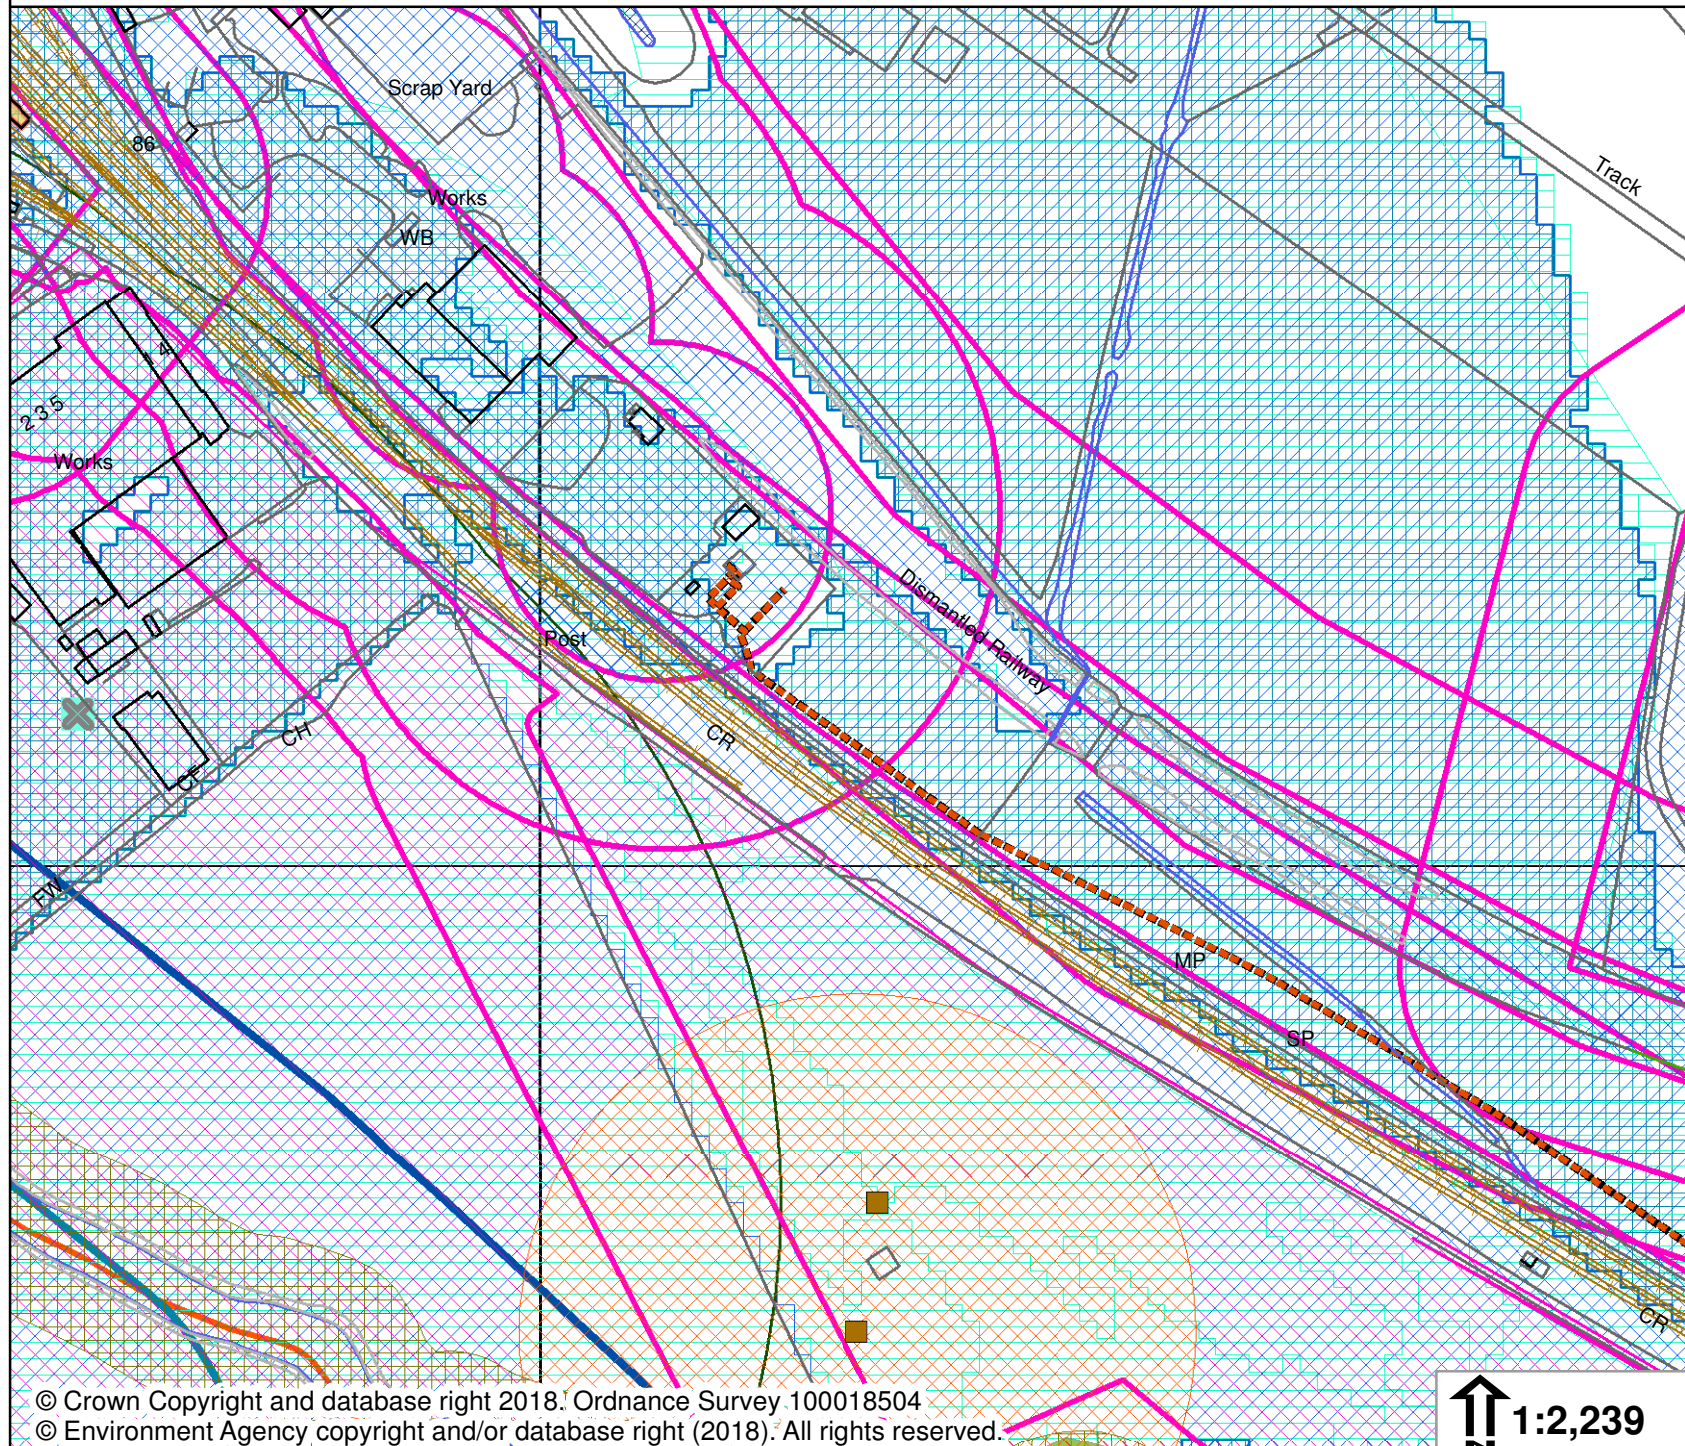 Scrap Yard
86
Track
Works
WB
1 4
2 3 5
Works
Dismantled Railway
Post
CR
CH
CF
FW
MP
SP
CR
© Crown Copyright and database right 2018. Ordnance Survey 100018504
© Environment Agency copyright and/or database right (2018). All rights reserved.
1:2,239